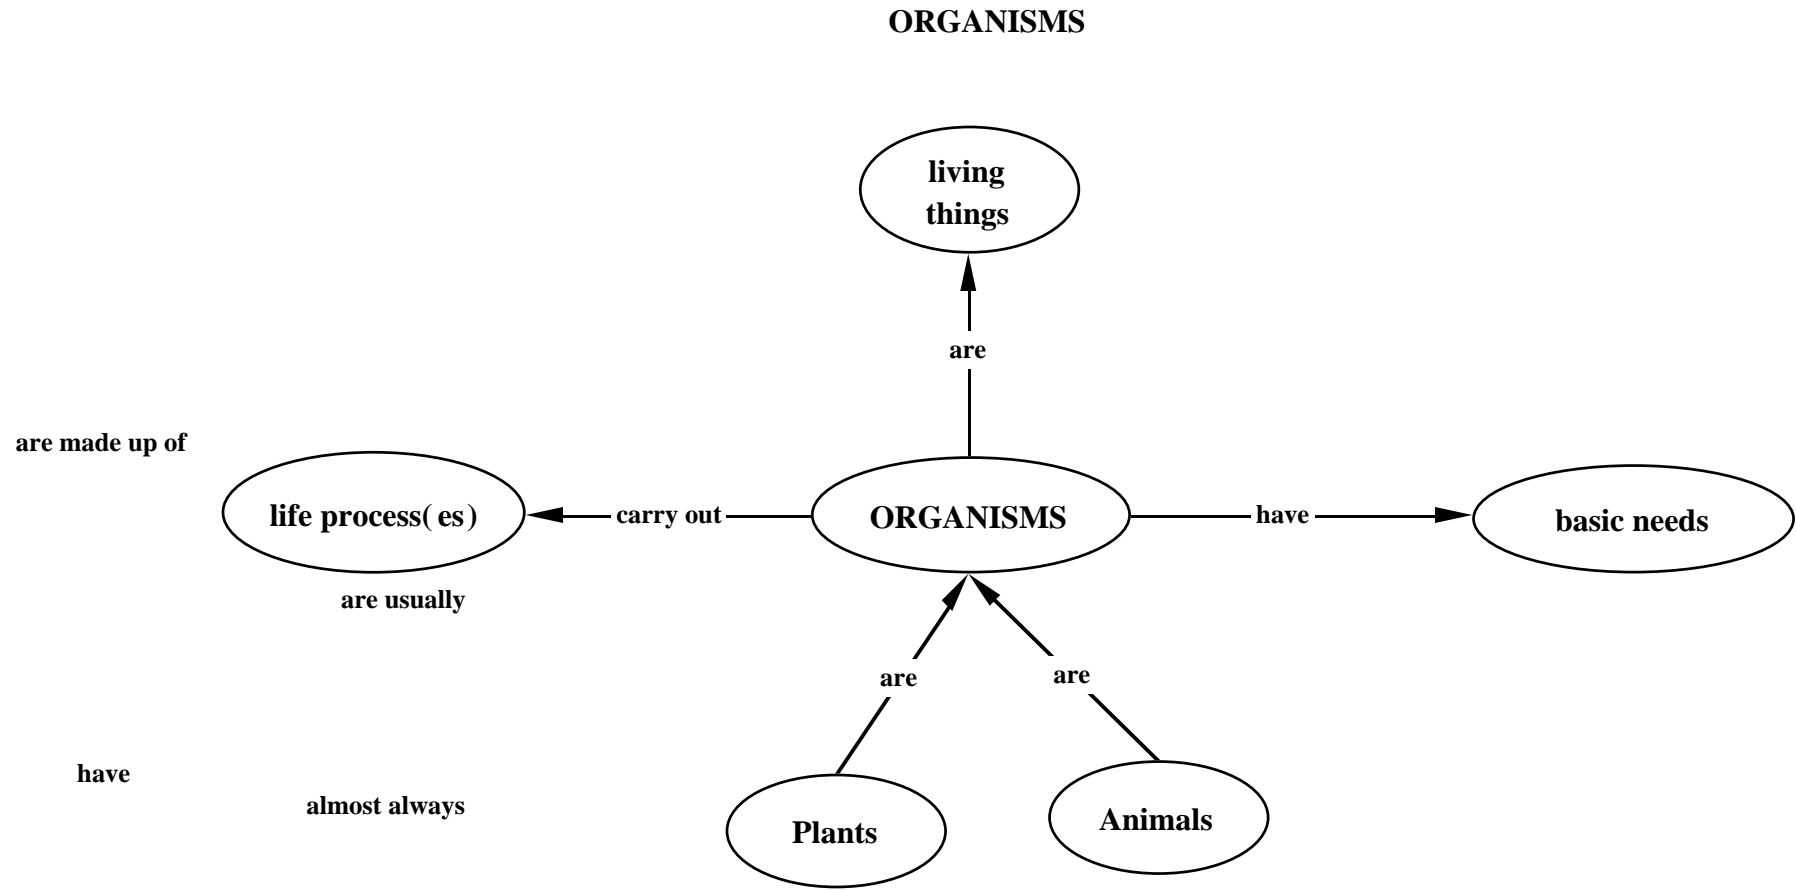 ORGANISMS
living
things
are
are made up of
life process( es )
carry out
ORGANISMS
have
basic needs
are usually
are
are
have
almost always
Plants
Animals